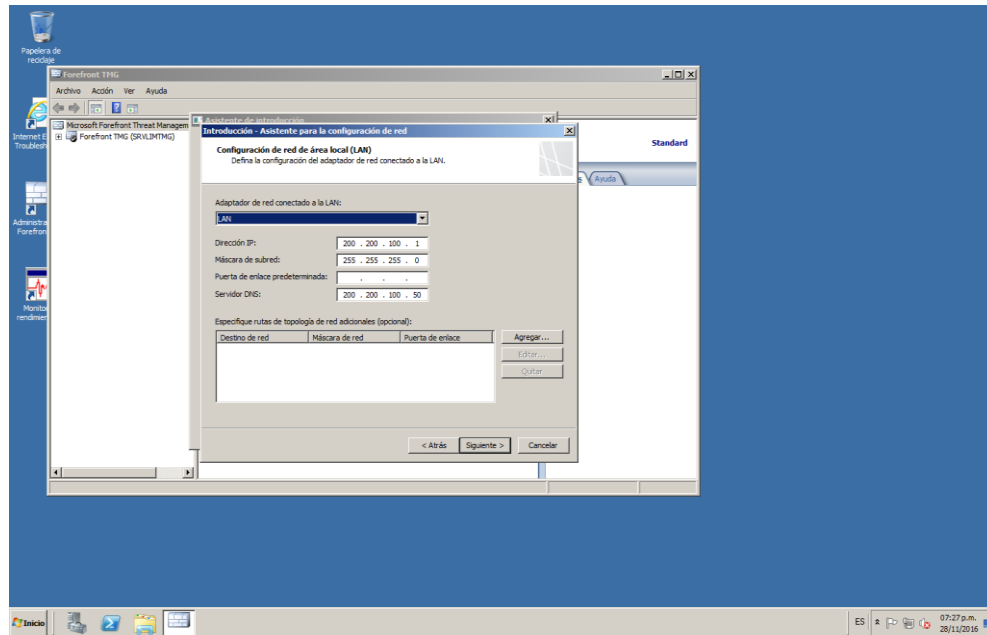 Papelera de
reciclaje
Forefront TMG
Archivo Acción Ver Ayuda
Microsoft Forefront Threat Managem
Forefront TMG (SRVLIMTMG)
Internet E
Troublesh
Administra
Forefron
Monito
rendimier
Asistente de introducción
Standard
Ayuda
Introducción - Asistente para la configuración de red
Configuración de red de área local (LAN)
Defina la configuración del adaptador de red conectado a la LAN.
Adaptador de red conectado a la LAN:
LAN
Dirección IP: 200 . 200 . 100 . 1
Máscara de subred: 255 . 255 . 255 . 0
Puerta de enlace predeterminada: . . .
Servidor DNS: 200 . 200 . 100 . 50
Especifique rutas de topología de red adicionales (opcional):
Destino de red Máscara de red Puerta de enlace
Agregar...
Editar...
Quitar
< Atrás Siguiente > Cancelar
Inicio
ES
07:27 p.m.
28/11/2016